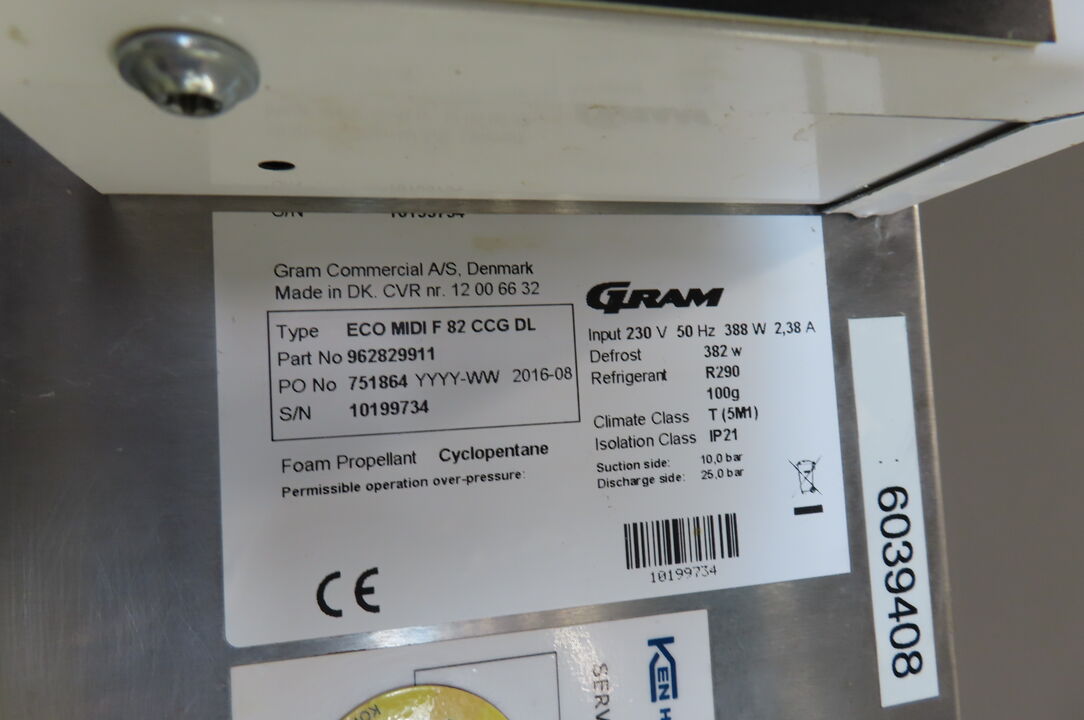 S/N 10199734
Gram Commercial A/S, Denmark
Made in DK. CVR nr. 12 00 66 32
GRAM
Type ECO MIDI F 82 CCG DL
Part No 962829911
PO No 751864 YYYY-WW 2016-08
S/N 10199734
Input 230 V 50 Hz 388 W 2,38 A
Defrost 382 w
Refrigerant R290
100g
Climate Class T (5M1)
Isolation Class IP21
Foam Propellant Cyclopentane
Permissible operation over-pressure:
Suction side: 10,0 bar
Discharge side: 25,0 bar
CE
10199734
6039408
KEN H
SERV